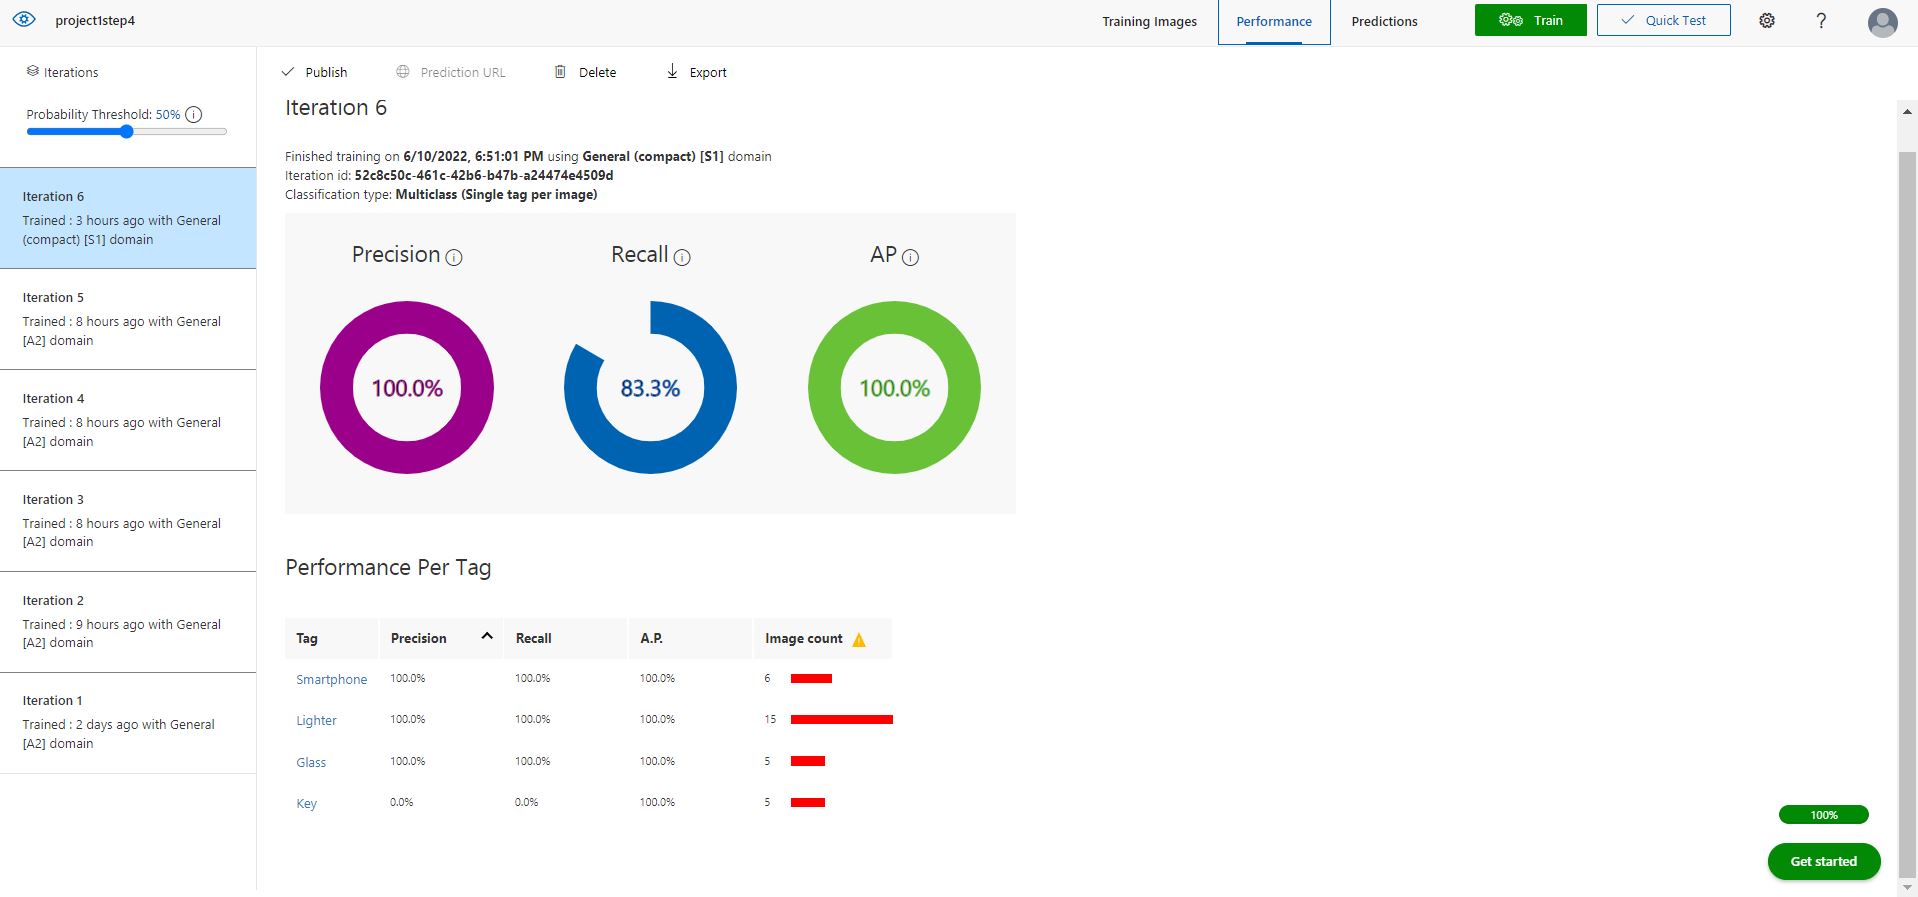 project1step4
Training Images
Performance
Predictions
Train
Quick Test
?
Iterations
Probability Threshold: 50%
Iteration 6
Trained : 3 hours ago with General
(compact) [S1] domain
Iteration 5
Trained : 8 hours ago with General
[A2] domain
Iteration 4
Trained : 8 hours ago with General
[A2] domain
Iteration 3
Trained : 8 hours ago with General
[A2] domain
Iteration 2
Trained : 9 hours ago with General
[A2] domain
Iteration 1
Trained : 2 days ago with General
[A2] domain
Publish
Prediction URL
Delete
Export
Iteration 6
Finished training on 6/10/2022, 6:51:01 PM using General (compact) [S1] domain
Iteration id: 52c8c50c-461c-42b6-b47b-a24474e4509d
Classification type: Multiclass (Single tag per image)
Precision
Recall
AP
100.0%
83.3%
100.0%
Performance Per Tag
Tag Precision Recall A.P. Image count
Smartphone 100.0% 100.0% 100.0% 6
Lighter 100.0% 100.0% 100.0% 15
Glass 100.0% 100.0% 100.0% 5
Key 0.0% 0.0% 100.0% 5
100%
Get started